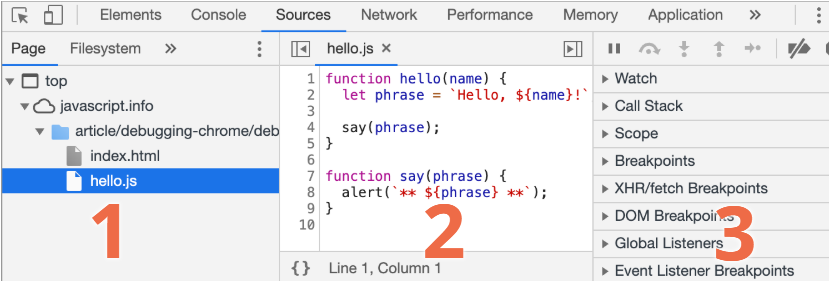 Elements Console Sources Network Performance Memory Application »
Page Filesystem »
top
javascript.info
article/debugging-chrome/deb
index.html
hello.js
1
hello.js ×
1 function hello(name) {
2   let phrase = `Hello, ${name}!`
3
4   say(phrase);
5 }
6
7 function say(phrase) {
8   alert(`** ${phrase} **`);
9 }
10
2
{} Line 1, Column 1
Watch
Call Stack
Scope
Breakpoints
XHR/fetch Breakpoints
DOM Breakpoints
Global Listeners
Event Listener Breakpoints
3